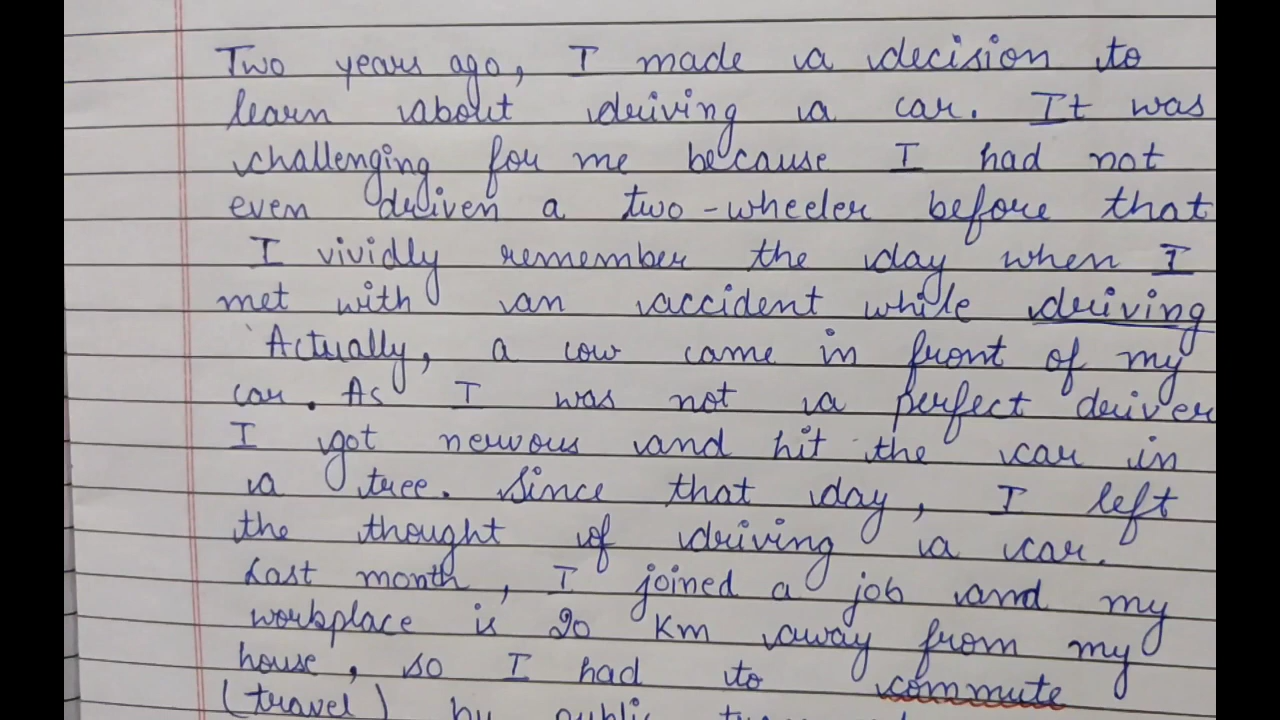 Two years ago, I made a decision to
learn about driving a car. It was
challenging for me because I had not
even driven a two-wheeler before that
I vividly remember the day when I
met with an accident while driving
Actually, a cow came in front of my
car. As I was not a perfect driver
I got nervous and hit the car in
a tree. Since that day, I left
the thought of driving a car.
Last month, I joined a job and my
workplace is 20 km away from my
house, so I had to commute
(travel) by public